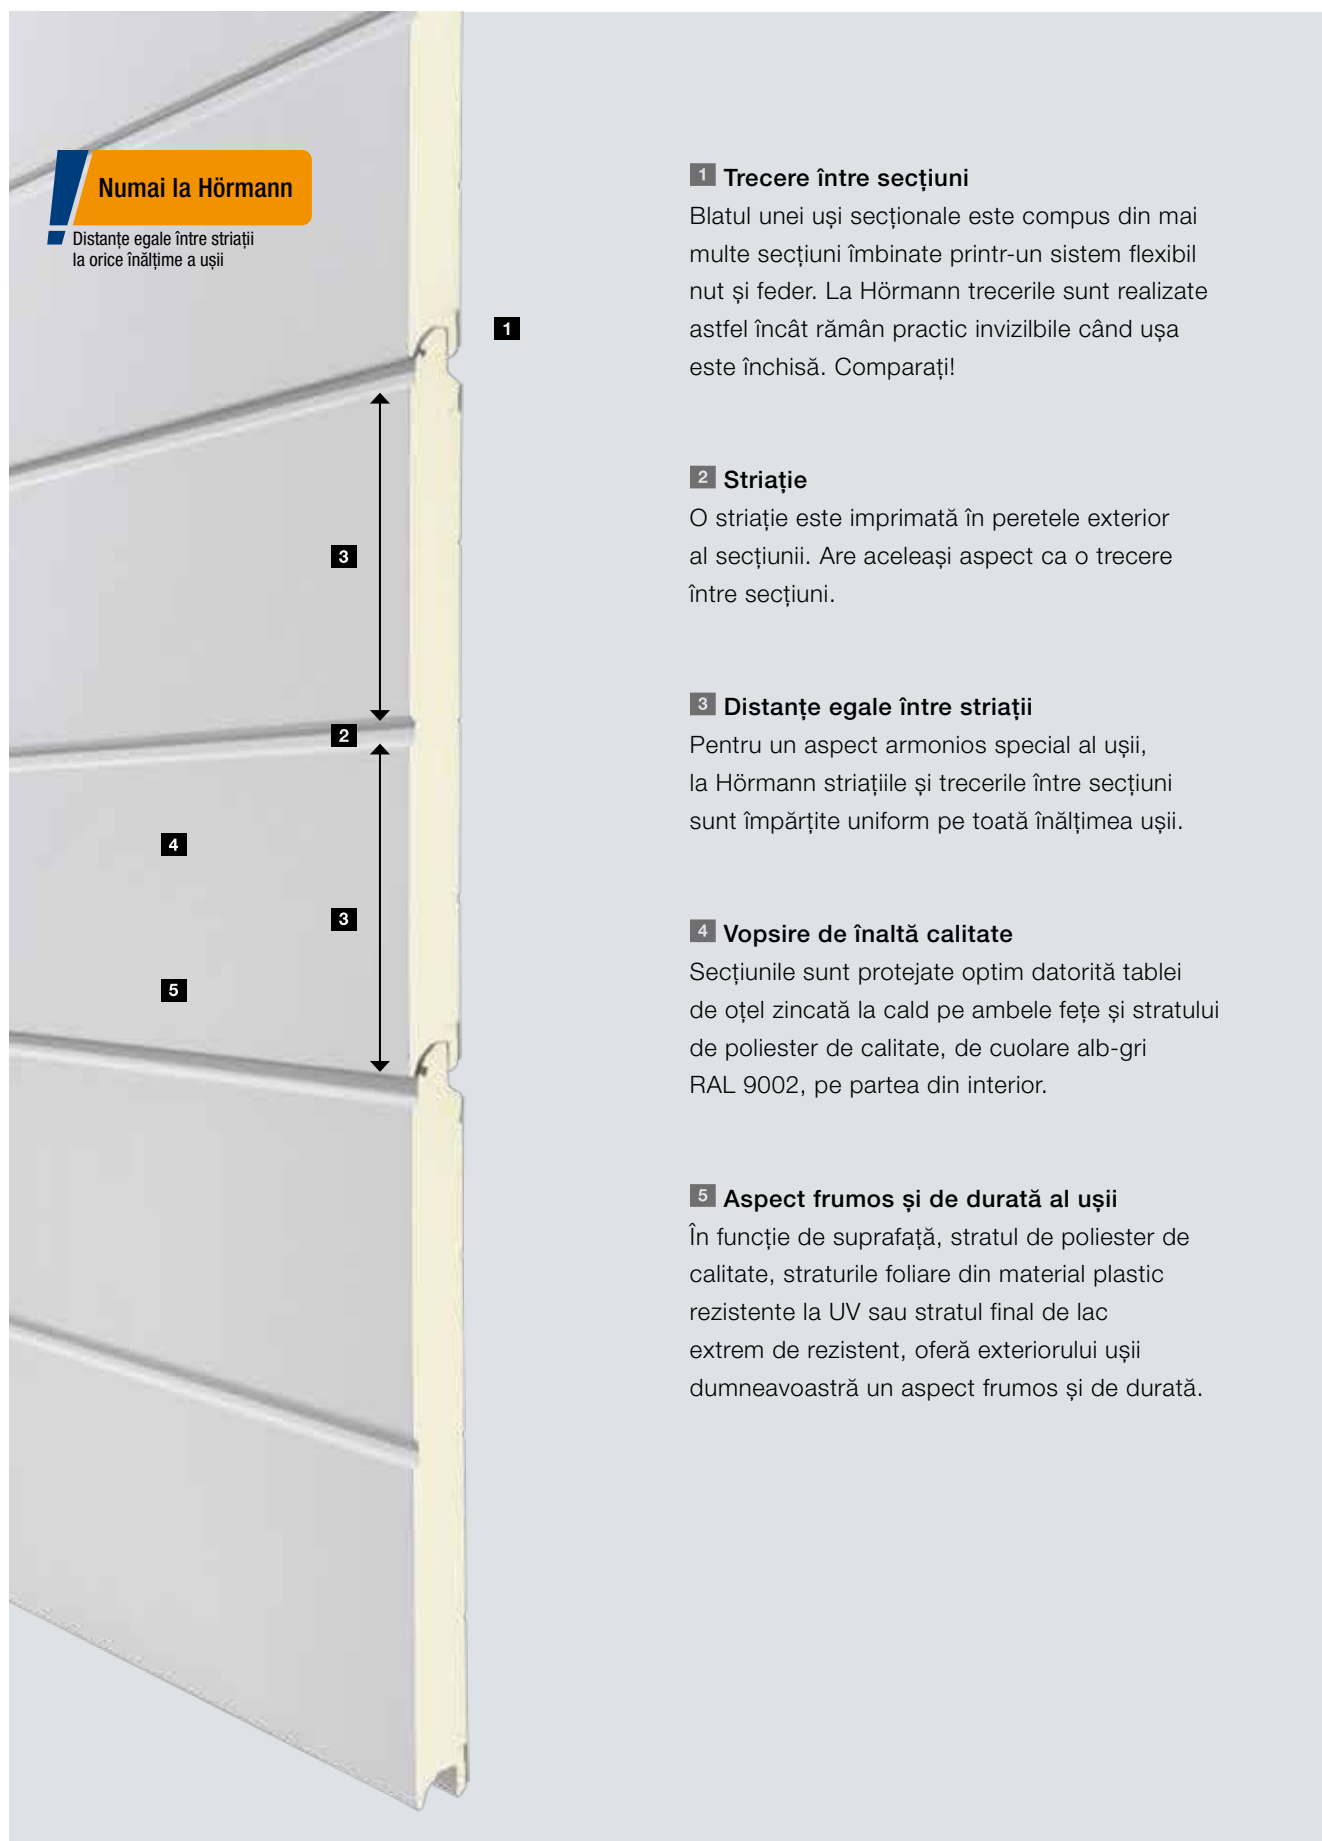 Numai la Hörmann
Distanțe egale între striații
la orice înălțime a ușii
1
3
2
4
3
5
1 Trecere între secțiuni
Blatul unei uși secționale este compus din mai
multe secțiuni îmbinate printr-un sistem flexibil
nut și feder. La Hörmann trecerile sunt realizate
astfel încât rămân practic invizilbile când ușa
este închisă. Comparați!
2 Striație
O striație este imprimată în peretele exterior
al secțiunii. Are aceleași aspect ca o trecere
între secțiuni.
3 Distanțe egale între striații
Pentru un aspect armonios special al ușii,
la Hörmann striațiile și trecerile între secțiuni
sunt împărțite uniform pe toată înălțimea ușii.
4 Vopsire de înaltă calitate
Secțiunile sunt protejate optim datorită tablei
de oțel zincată la cald pe ambele fețe și stratului
de poliester de calitate, de cuolare alb-gri
RAL 9002, pe partea din interior.
5 Aspect frumos și de durată al ușii
În funcție de suprafață, stratul de poliester de
calitate, straturile foliare din material plastic
rezistente la UV sau stratul final de lac
extrem de rezistent, oferă exteriorului ușii
dumneavoastră un aspect frumos și de durată.